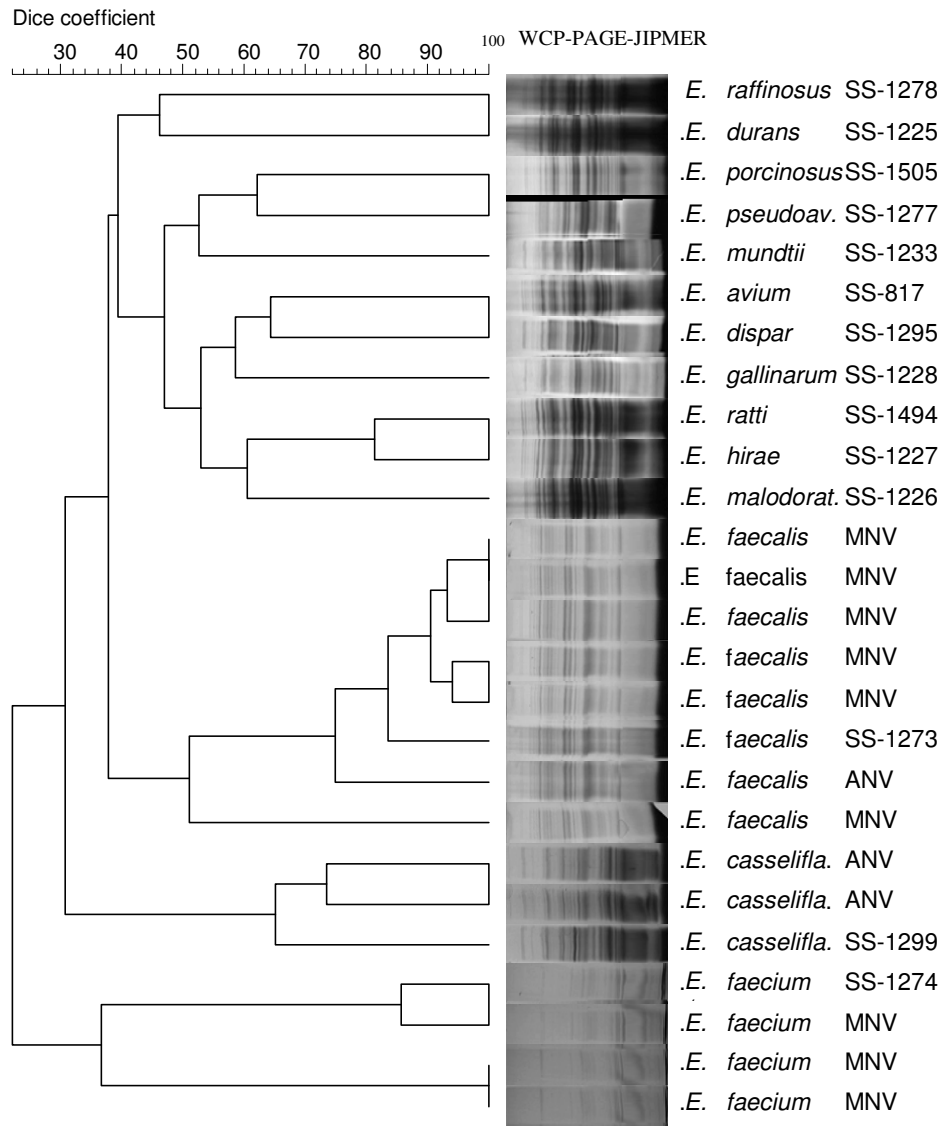 Dice coefficient
30 40 50 60 70 80 90 100 WCP-PAGE-JIPMER
E. raffinosus SS-1278
.E. durans SS-1225
.E. porcinosus SS-1505
.E. pseudoav. SS-1277
.E. mundtii SS-1233
.E. avium SS-817
.E. dispar SS-1295
.E. gallinarum SS-1228
.E. ratti SS-1494
.E. hirae SS-1227
.E. malodorat. SS-1226
.E. faecalis MNV
.E faecalis MNV
.E. faecalis MNV
.E. faecalis MNV
.E. faecalis MNV
.E. faecalis SS-1273
.E. faecalis ANV
.E. faecalis MNV
.E. casselifla. ANV
.E. casselifla. ANV
.E. casselifla. SS-1299
.E. faecium SS-1274
.E. faecium MNV
.E. faecium MNV
.E. faecium MNV